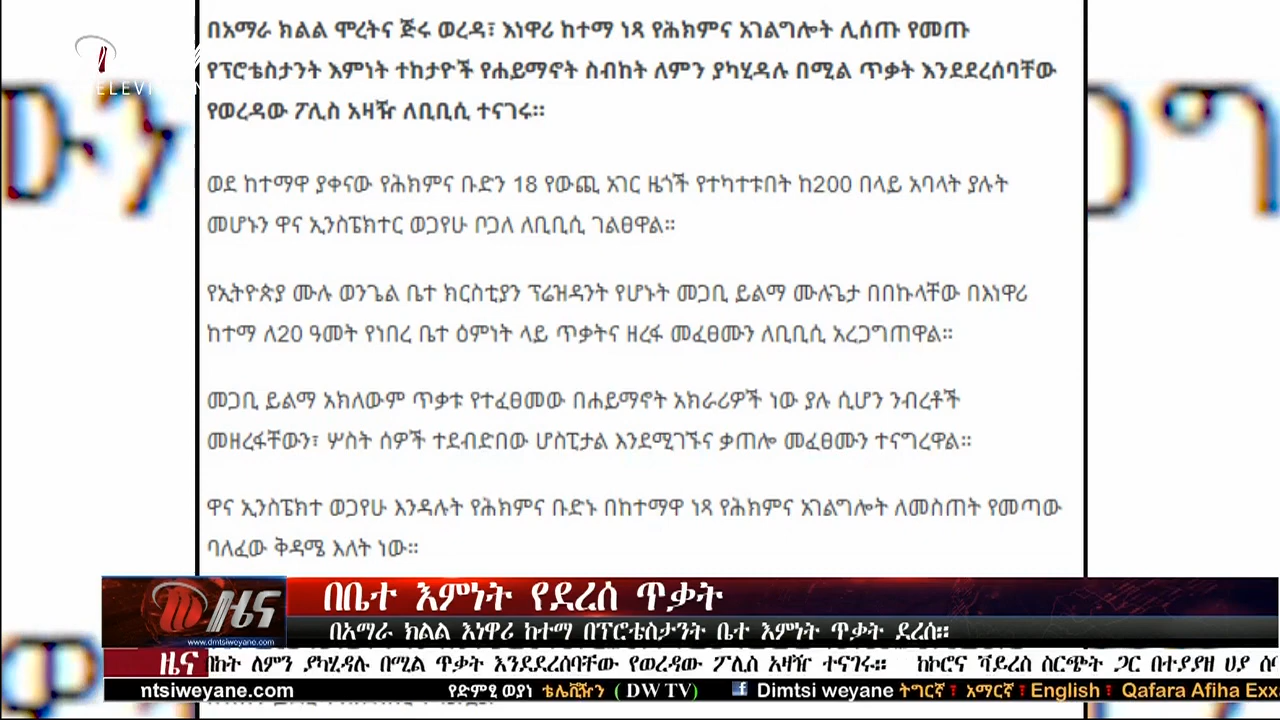 በአማራ ክልል ሞረትና ጅሩ ወረዳ፣ እነዋሪ ከተማ ነጻ የሕክምና አገልግሎት ሊሰጡ የመጡ
የፕሮቴስታንት እምነት ተከታዮች የሐይማኖት ስብከት ለምን ያካሂዳሉ በሚል ጥቃት እንደደረሰባቸው
የወረዳው ፖሊስ አዛዥ ለቢቢሲ ተናገሩ።
ወደ ከተማዋ ያቀናው የሕክምና ቡድን 18 የውጪ አገር ዜጎች የተካተቱበት ከ200 በላይ አባላት ያሉት
መሆኑን ዋና ኢንስፔክተር ወጋየሁ ቦጋለ ለቢቢሲ ገልፀዋል።
የኢትዮጵያ ሙሉ ወንጌል ቤተ ክርስቲያን ፕሬዝዳንት የሆኑት መጋቢ ይልማ ሙሉጌታ በበኩላቸው በእነዋሪ
ከተማ ለ20 ዓመት የነበረ ቤተ ዕምነት ላይ ጥቃትና ዘረፋ መፈፀሙን ለቢቢሲ አረጋግጠዋል።
መጋቢ ይልማ አክለውም ጥቃቱ የተፈፀመው በሐይማኖት አክራሪዎች ነው ያሉ ሲሆን ንብረቶች
መዘረፋቸውን፣ ሦስት ሰዎች ተደብድበው ሆስፒታል እንደሚገኙና ቃጠሎ መፈፀሙን ተናግረዋል።
ዋና ኢንስፔክተ ወጋየሁ እንዳሉት የሕክምና ቡድኑ በከተማዋ ነጻ የሕክምና አገልግሎት ለመስጠት የመጣው
ባለፈው ቅዳሜ እለት ነው።
ዜና
www.dmtsiweyane.com
በቤተ እምነት የደረሰ ጥቃት
በአማራ ክልል እነዋሪ ከተማ በፕሮቴስታንት ቤተ እምነት ጥቃት ደረሰ።
ዜና
በከት ለምን ያካሂዳሉ በሚል ጥቃት እንደደረሰባቸው የወረዳው ፖሊስ አዛዥ ተናገሩ። ከኮሮና ቫይረስ ስርጭት ጋር በተያያዘ ሀያ
ntsiweyane.com የድምፂ ወያነ ቴሌቪዥን ( DW TV) Dimtsi weyane ትግርኛ፣ አማርኛ፣ English፣ Qafara Afiha Exx